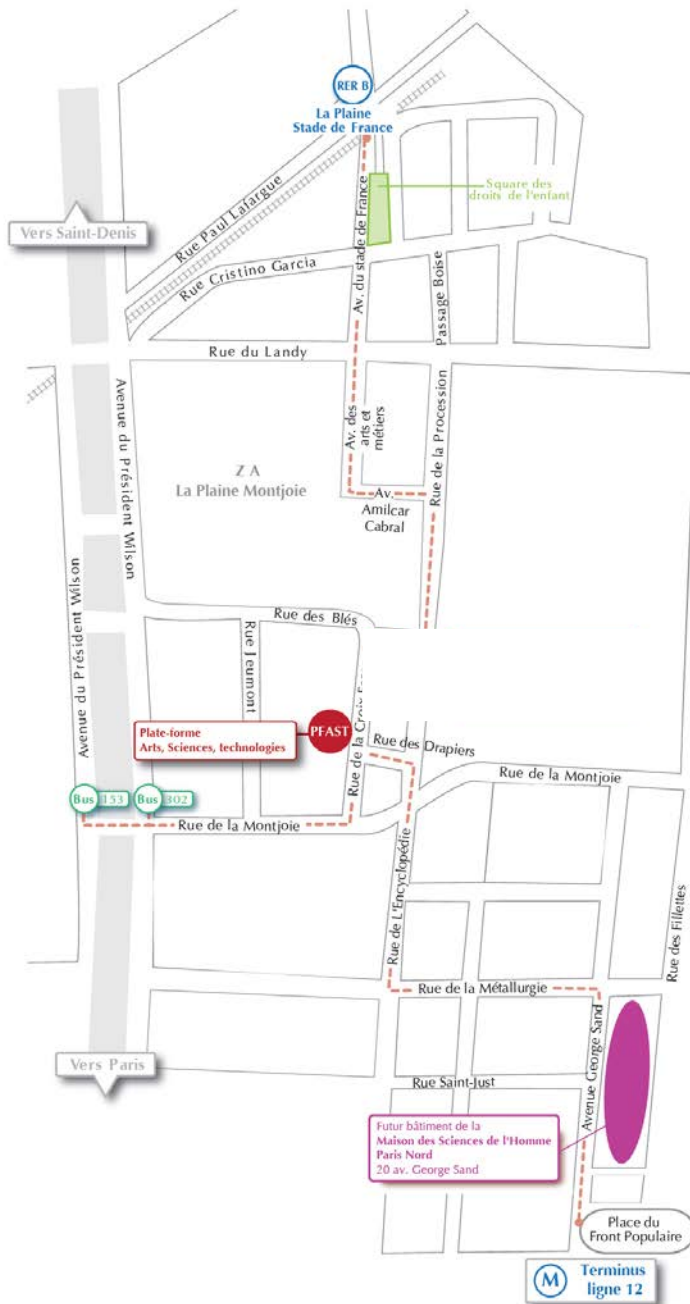 RER B
La Plaine
Stade de France
Square des
droits de l'enfant
Vers Saint-Denis
Rue Paul Lafargue
Rue Cristino Garcia
Av. du stade de France
Passage Boise
Rue du Landy
Avenue du Président Wilson
Av. des
arts et
métiers
Rue de la Procession
Z A
La Plaine Montjoie
Av.
Amilcar
Cabral
Avenue du Président Wilson
Rue des Blés
Rue Jeumont
Rue de la Croix
Plate-forme
Arts, Sciences, technologies
PFAST
Rue des Drapiers
Rue de la Montjoie
Bus 153
Bus 302
Rue de la Montjoie
Rue de L'Encyclopédie
Rue des Fillettes
Rue de la Métallurgie
Avenue George Sand
Vers Paris
Rue Saint-Just
Futur bâtiment de la
Maison des Sciences de l'Homme
Paris Nord
20 av. George Sand
Place du
Front Populaire
M
Terminus
ligne 12